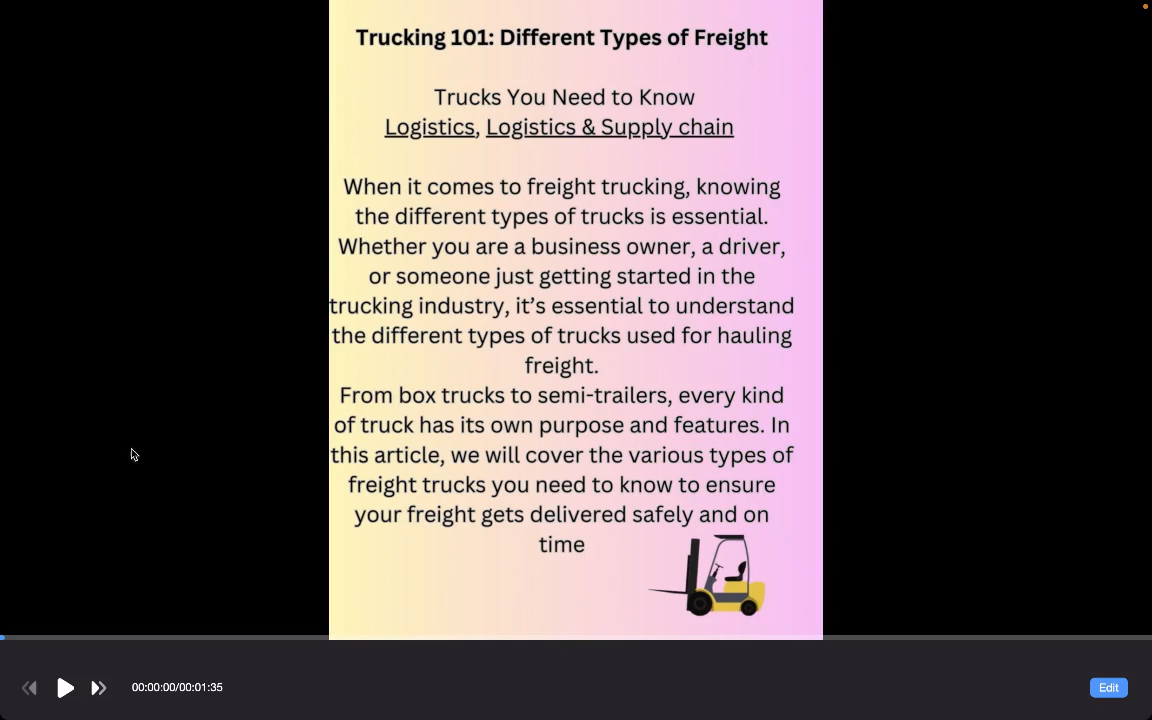 Trucking 101: Different Types of Freight
Trucks You Need to Know
Logistics, Logistics & Supply chain
When it comes to freight trucking, knowing
the different types of trucks is essential.
Whether you are a business owner, a driver,
or someone just getting started in the
trucking industry, it’s essential to understand
the different types of trucks used for hauling
freight.
From box trucks to semi-trailers, every kind
of truck has its own purpose and features. In
this article, we will cover the various types of
freight trucks you need to know to ensure
your freight gets delivered safely and on
time
00:00:00/00:01:35
Edit